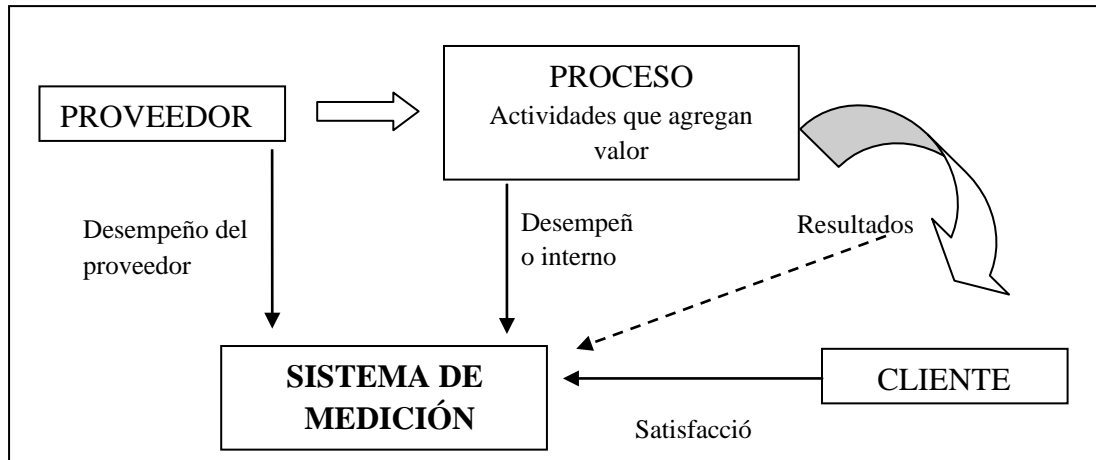 PROVEEDOR
PROCESO
Actividades que agregan
valor
Desempeño del
proveedor
Desempeñ
o interno
Resultados
SISTEMA DE
MEDICIÓN
CLIENTE
Satisfacció